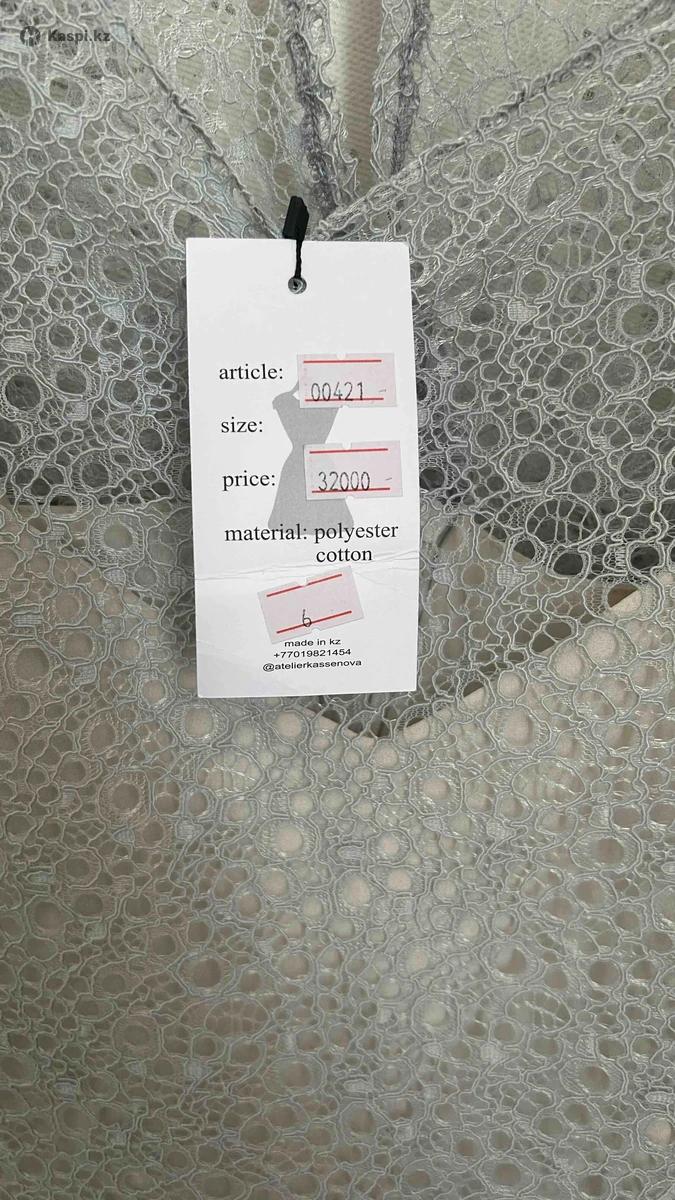 Kaspi.kz
article: 00421
size:
price: 32000
material: polyester
cotton
6
made in kz
+77019821454
@atelierkassenova